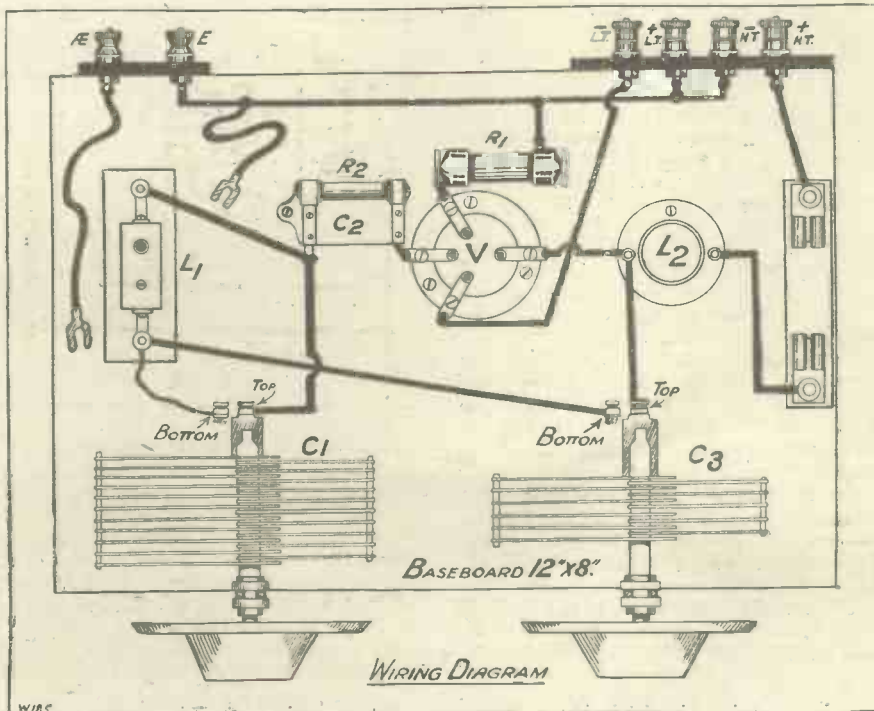 Æ E - L.T. + L.T. - H.T. + H.T.
R1
R2
C2
V
L2
L1
TOP
BOTTOM
TOP
BOTTOM
C1
C3
BASEBOARD 12"x8".
WIRING DIAGRAM